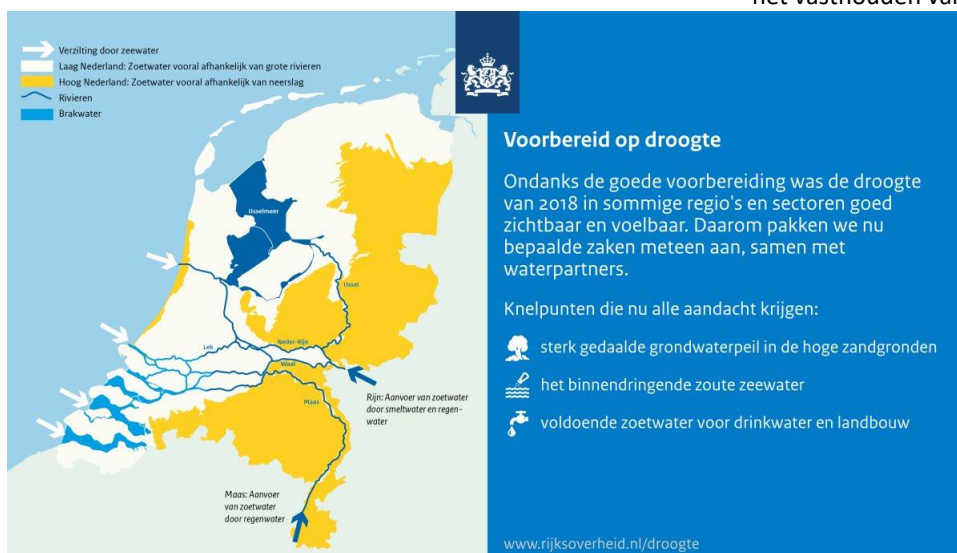 het vasthouden van
Verzilting door zeewater
Laag Nederland: Zoetwater vooral afhankelijk van grote rivieren
Hoog Nederland: Zoetwater vooral afhankelijk van neerslag
Rivieren
Brakwater
IJsselmeer
IJssel
Neder-Rijn
Lek
Waal
Maas
Rijn: Aanvoer van zoetwater
door smeltwater en regen-
water
Maas: Aanvoer
van zoetwater
door regenwater
Voorbereid op droogte
Ondanks de goede voorbereiding was de droogte
van 2018 in sommige regio's en sectoren goed
zichtbaar en voelbaar. Daarom pakken we nu
bepaalde zaken meteen aan, samen met
waterpartners.
Knelpunten die nu alle aandacht krijgen:
sterk gedaalde grondwaterpeil in de hoge zandgronden
het binnendringende zoute zeewater
voldoende zoetwater voor drinkwater en landbouw
www.rijksoverheid.nl/droogte